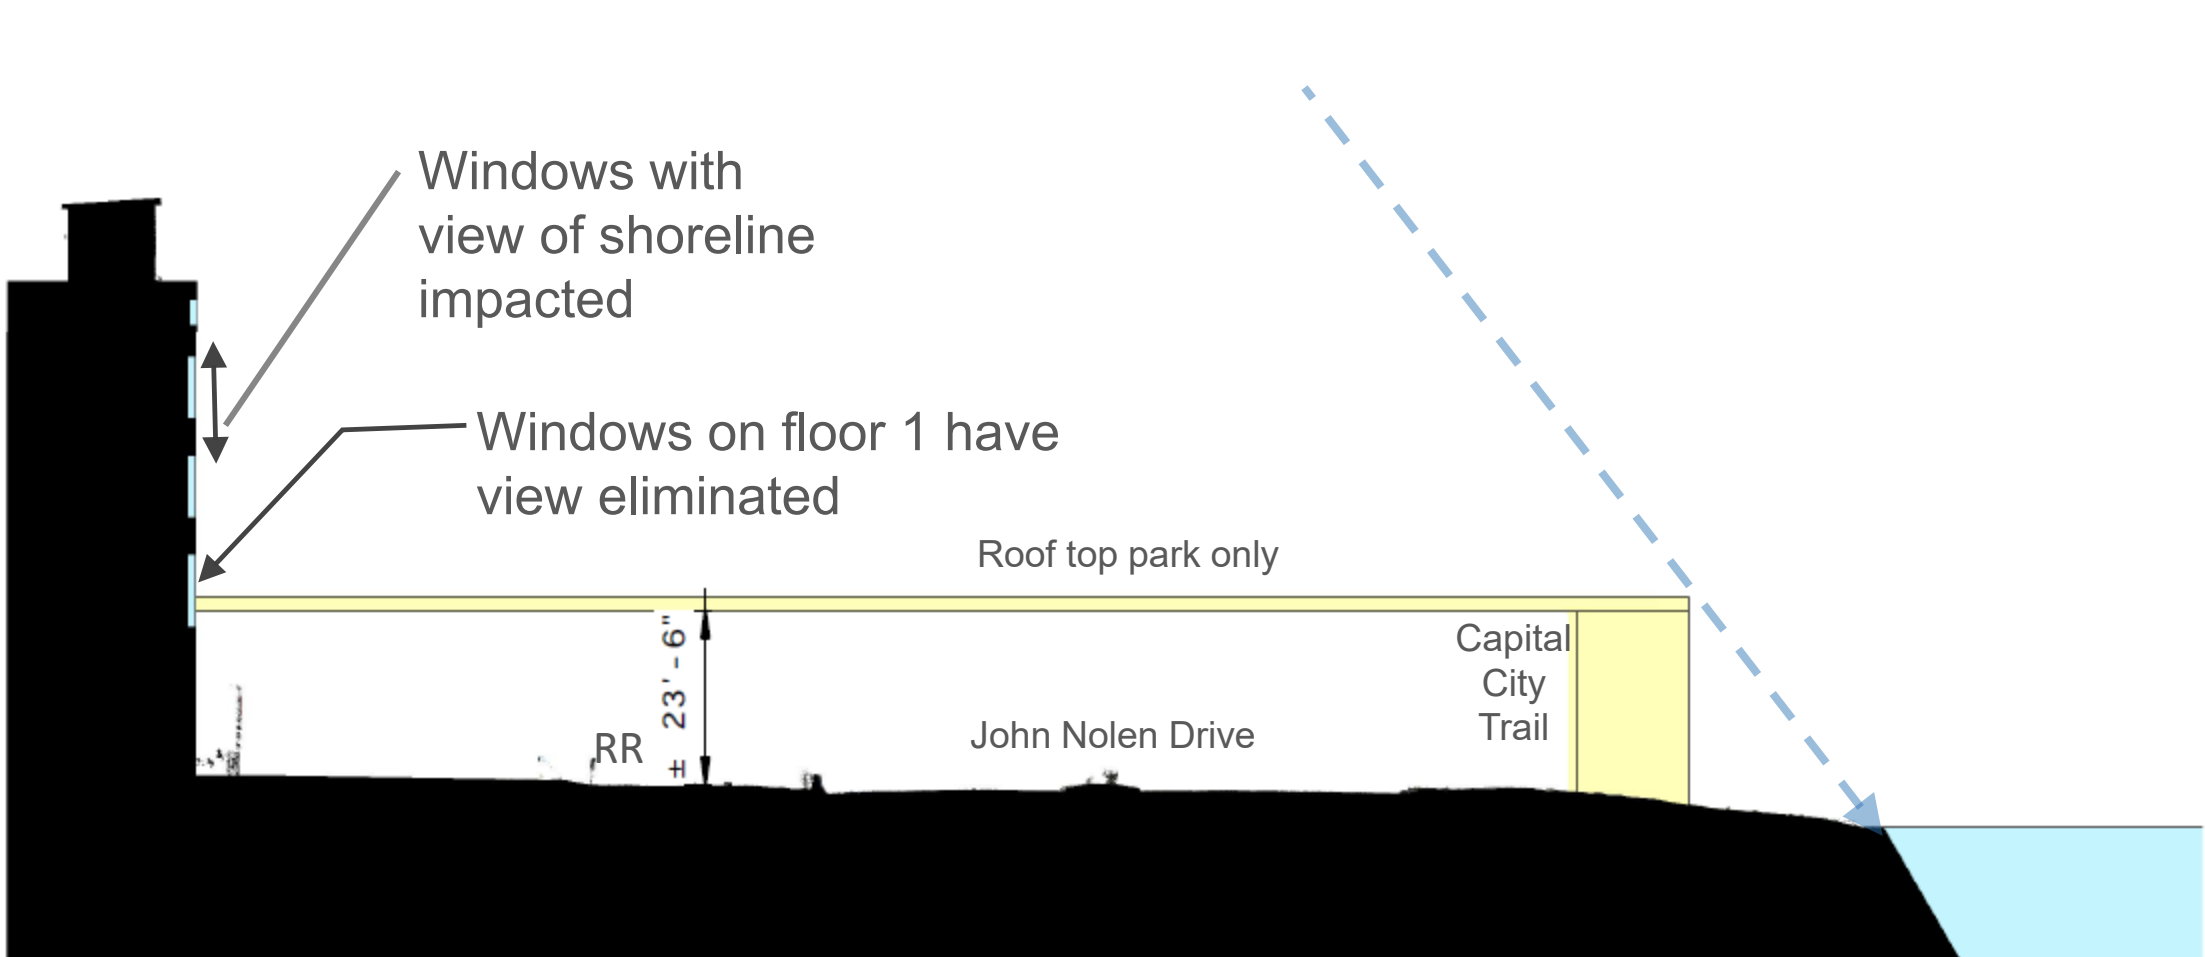 Windows with
view of shoreline
impacted
Windows on floor 1 have
view eliminated
Roof top park only
Capital
City
Trail
± 23'-6"
RR
John Nolen Drive